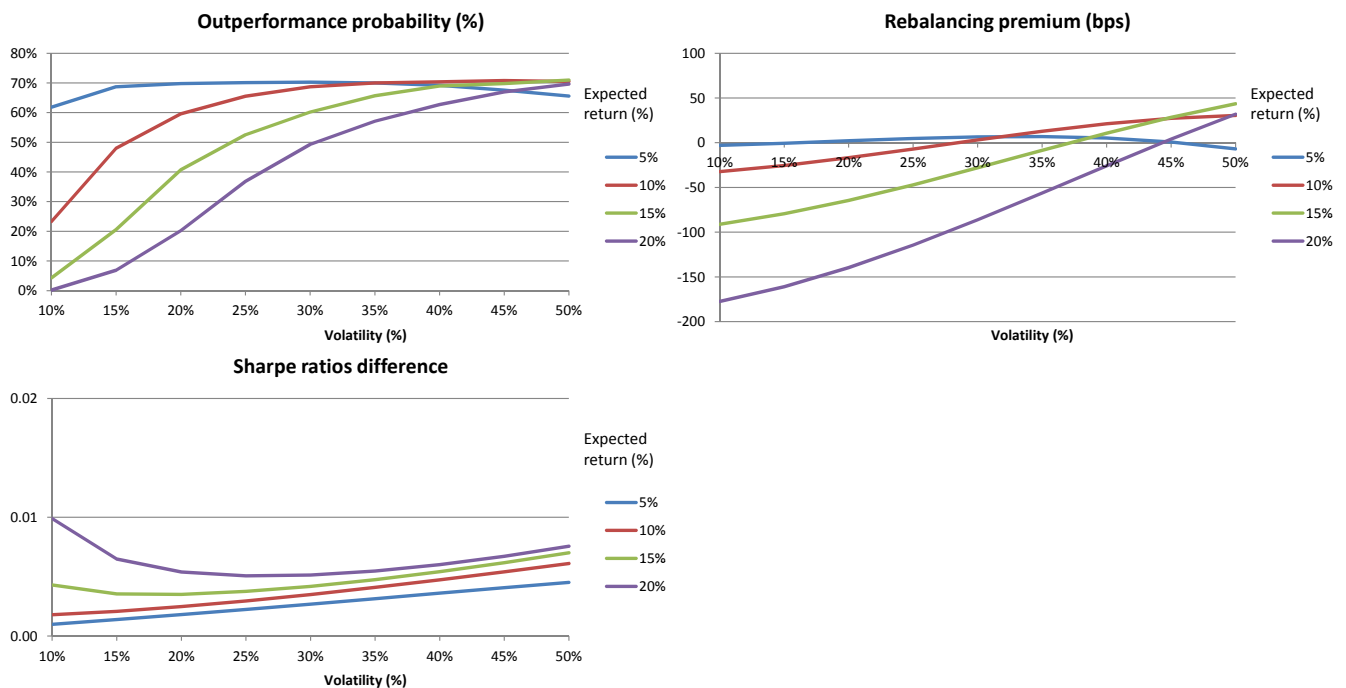 Outperformance probability (%)
80%
70%
60%
50%
40%
30%
20%
10%
0%
10% 15% 20% 25% 30% 35% 40% 45% 50%
Volatility (%)
Expected
return (%)
5%
10%
15%
20%
Rebalancing premium (bps)
100
50
0
-50
-100
-150
-200
10% 15% 20% 25% 30% 35% 40% 45% 50%
Volatility (%)
Expected
return (%)
5%
10%
15%
20%
Sharpe ratios difference
0.02
0.01
0.00
10% 15% 20% 25% 30% 35% 40% 45% 50%
Volatility (%)
Expected
return (%)
5%
10%
15%
20%